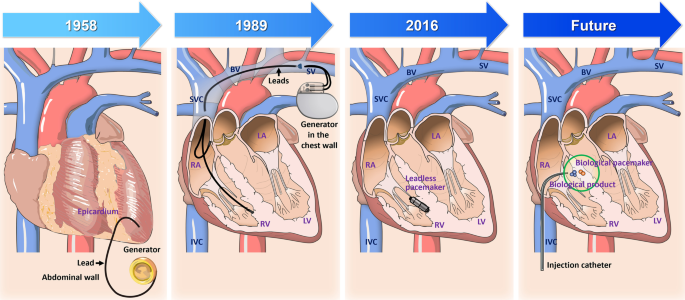 1958
1989
2016
Future
Epicardium
Generator
Lead
Abdominal wall
BV
SV
Leads
SVC
Generator
in the
chest wall
LA
RA
LV
RV
IVC
BV
SV
SVC
LA
RA
Leadless
pacemaker
LV
RV
IVC
BV
SV
SVC
LA
RA
Biological pacemaker
Biological product
LV
RV
IVC
Injection catheter